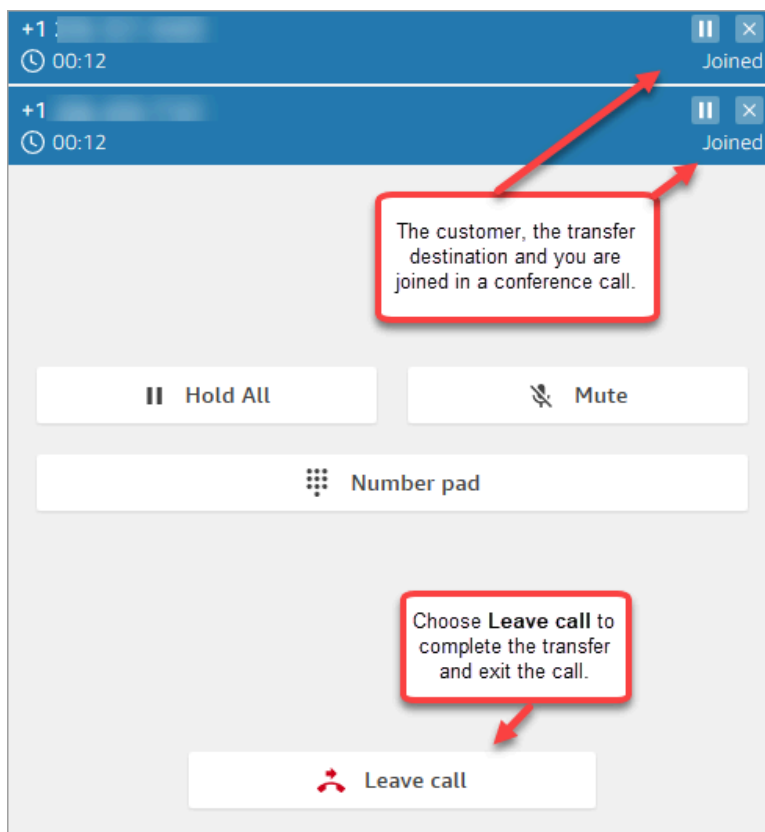 +1
00:12
Joined
+1
00:12
Joined
The customer, the transfer
destination and you are
joined in a conference call.
Hold All
Mute
Number pad
Choose Leave call to
complete the transfer
and exit the call.
Leave call